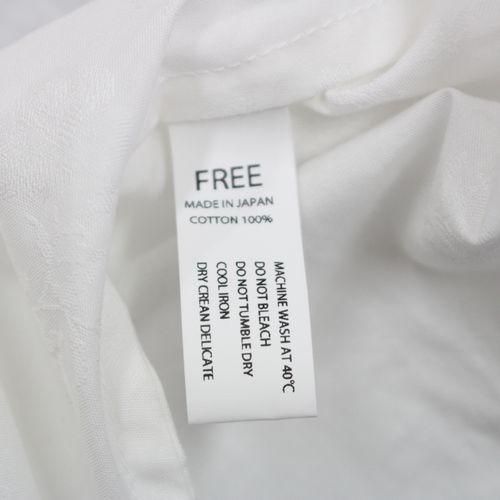 FREE
MADE IN JAPAN
COTTON 100%
MACHINE WASH AT 40℃
DO NOT BLEACH
DO NOT TUMBLE DRY
COOL IRON
DRY CREAN DELICATE